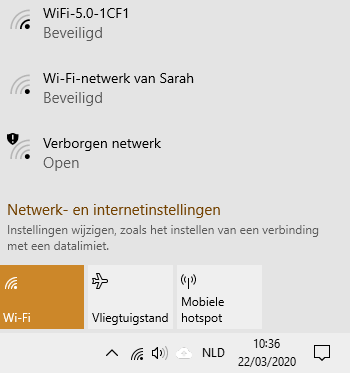 WiFi-5.0-1CF1
Beveiligd
Wi-Fi-netwerk van Sarah
Beveiligd
Verborgen netwerk
Open
Netwerk- en internetinstellingen
Instellingen wijzigen, zoals het instellen van een verbinding
met een datalimiet.
Wi-Fi
Vliegtuigstand
Mobiele
hotspot
NLD
10:36
22/03/2020